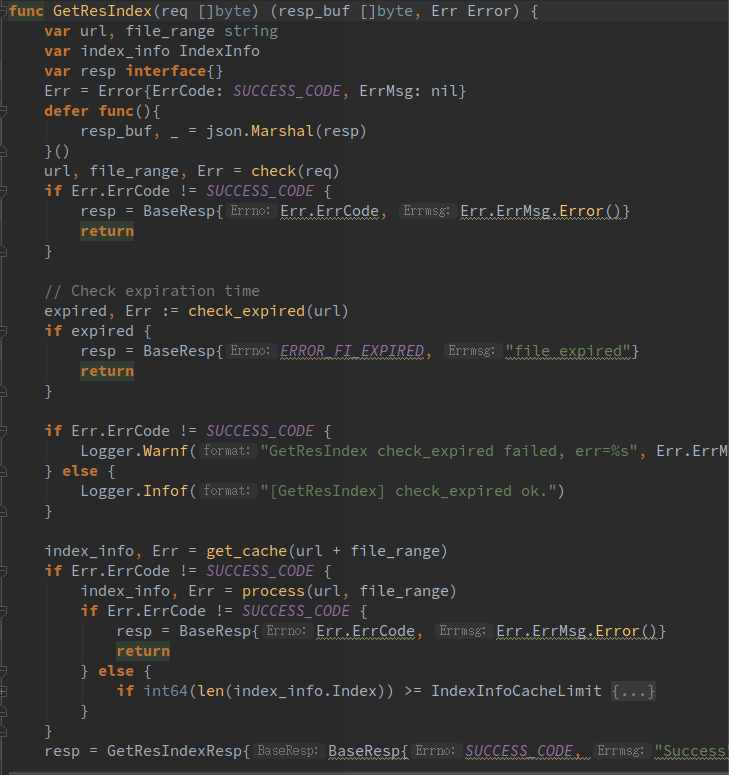 func GetResIndex(req []byte) (resp_buf []byte, Err Error) {
    var url, file_range string
    var index_info IndexInfo
    var resp interface{}
    Err = Error{ErrCode: SUCCESS_CODE, ErrMsg: nil}
    defer func(){
        resp_buf, _ = json.Marshal(resp)
    }()
    url, file_range, Err = check(req)
    if Err.ErrCode != SUCCESS_CODE {
        resp = BaseResp{ Errno: Err.ErrCode, Errmsg: Err.ErrMsg.Error()}
        return
    }

    // Check expiration time
    expired, Err := check_expired(url)
    if expired {
        resp = BaseResp{ Errno: ERROR_FI_EXPIRED, Errmsg: "file expired"}
        return
    }

    if Err.ErrCode != SUCCESS_CODE {
        Logger.Warnf( format: "GetResIndex check_expired failed, err=%s", Err.ErrM
    } else {
        Logger.Infof( format: "[GetResIndex] check_expired ok.")
    }

    index_info, Err = get_cache(url + file_range)
    if Err.ErrCode != SUCCESS_CODE {
        index_info, Err = process(url, file_range)
        if Err.ErrCode != SUCCESS_CODE {
            resp = BaseResp{ Errno: Err.ErrCode, Errmsg: Err.ErrMsg.Error()}
            return
        } else {
            if int64(len(index_info.Index)) >= IndexInfoCacheLimit {...}
        }
    }
    resp = GetResIndexResp{ BaseResp: BaseResp{ Errno: SUCCESS_CODE, Errmsg: "Success"